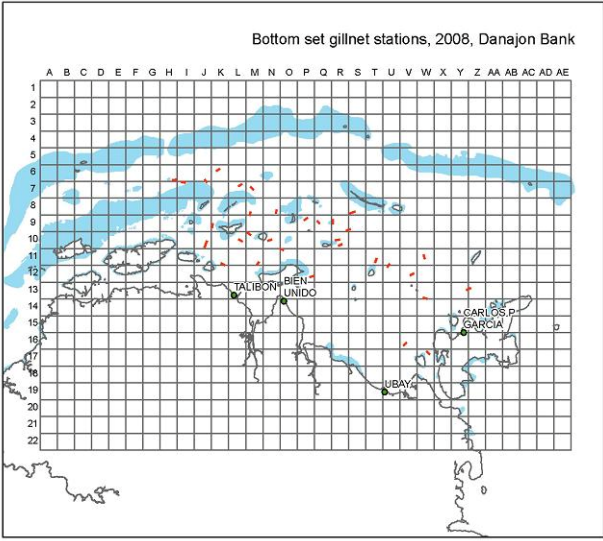 Bottom set gillnet stations, 2008, Danajon Bank
A B C D E F G H I J K L M N O P Q R S T U V W X Y Z AA AB AC AD AE
1
2
3
4
5
6
7
8
9
10
11
12
13
14
15
16
17
18
19
20
21
22
TALIBON
BIEN
UNIDO
CARLOS P
GARCIA
UBAY